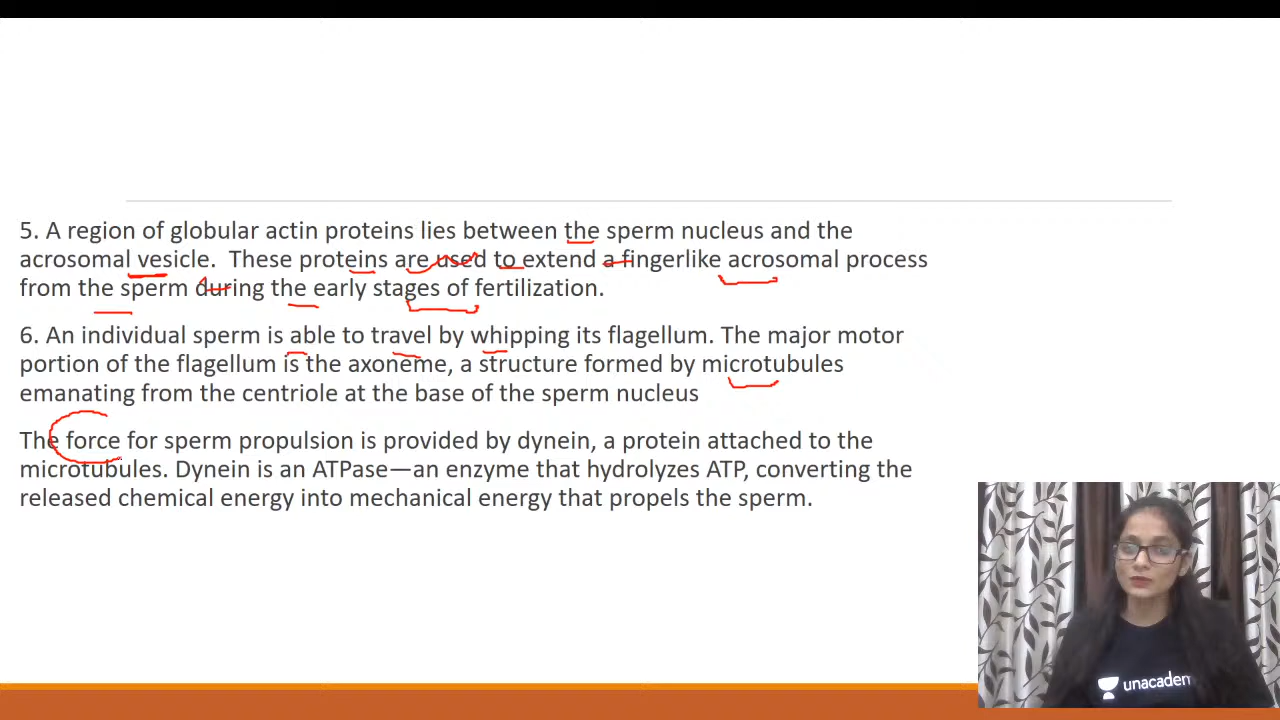 5. A region of globular actin proteins lies between the sperm nucleus and the
acrosomal vesicle.  These proteins are used to extend a fingerlike acrosomal process
from the sperm during the early stages of fertilization.
6. An individual sperm is able to travel by whipping its flagellum. The major motor
portion of the flagellum is the axoneme, a structure formed by microtubules
emanating from the centriole at the base of the sperm nucleus
The force for sperm propulsion is provided by dynein, a protein attached to the
microtubules. Dynein is an ATPase—an enzyme that hydrolyzes ATP, converting the
released chemical energy into mechanical energy that propels the sperm.
unacadem